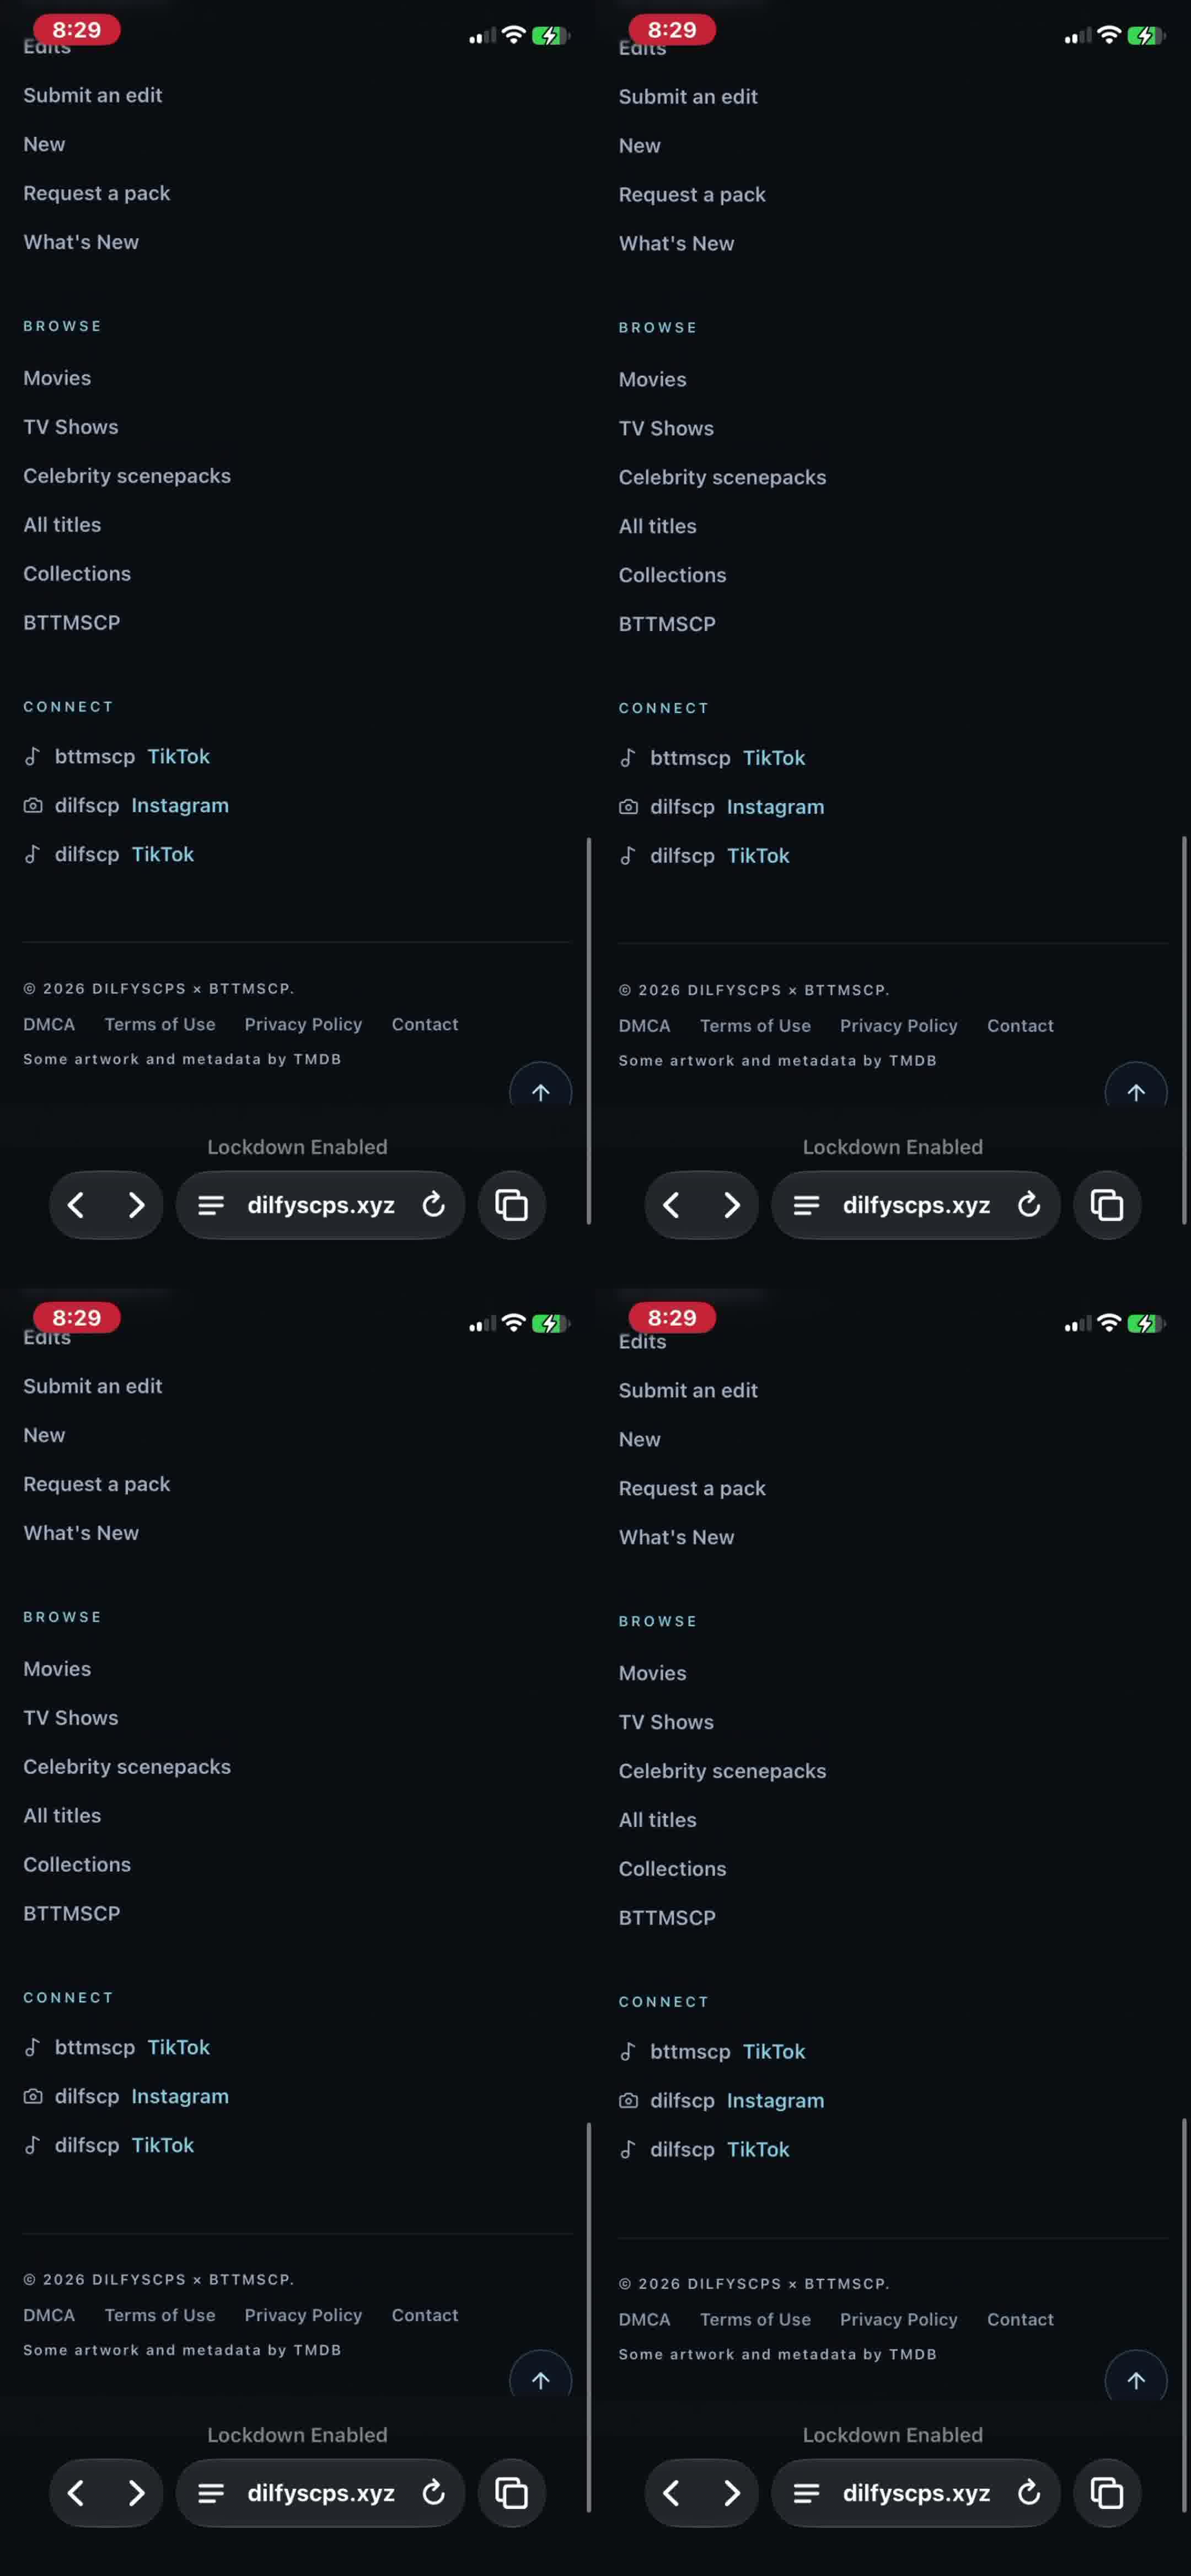 8:29
Edits
Submit an edit
New
Request a pack
What's New
BROWSE
Movies
TV Shows
Celebrity scenepacks
All titles
Collections
BTTMSCP
CONNECT
bttmscp TikTok
dilfscp Instagram
dilfscp TikTok
© 2026 DILFYSCPS × BTTMSCP.
DMCA Terms of Use Privacy Policy Contact
Some artwork and metadata by TMDB
Lockdown Enabled
dilfyscps.xyz
8:29
Edits
Submit an edit
New
Request a pack
What's New
BROWSE
Movies
TV Shows
Celebrity scenepacks
All titles
Collections
BTTMSCP
CONNECT
bttmscp TikTok
dilfscp Instagram
dilfscp TikTok
© 2026 DILFYSCPS × BTTMSCP.
DMCA Terms of Use Privacy Policy Contact
Some artwork and metadata by TMDB
Lockdown Enabled
dilfyscps.xyz
8:29
Edits
Submit an edit
New
Request a pack
What's New
BROWSE
Movies
TV Shows
Celebrity scenepacks
All titles
Collections
BTTMSCP
CONNECT
bttmscp TikTok
dilfscp Instagram
dilfscp TikTok
© 2026 DILFYSCPS × BTTMSCP.
DMCA Terms of Use Privacy Policy Contact
Some artwork and metadata by TMDB
Lockdown Enabled
dilfyscps.xyz
8:29
Edits
Submit an edit
New
Request a pack
What's New
BROWSE
Movies
TV Shows
Celebrity scenepacks
All titles
Collections
BTTMSCP
CONNECT
bttmscp TikTok
dilfscp Instagram
dilfscp TikTok
© 2026 DILFYSCPS × BTTMSCP.
DMCA Terms of Use Privacy Policy Contact
Some artwork and metadata by TMDB
Lockdown Enabled
dilfyscps.xyz